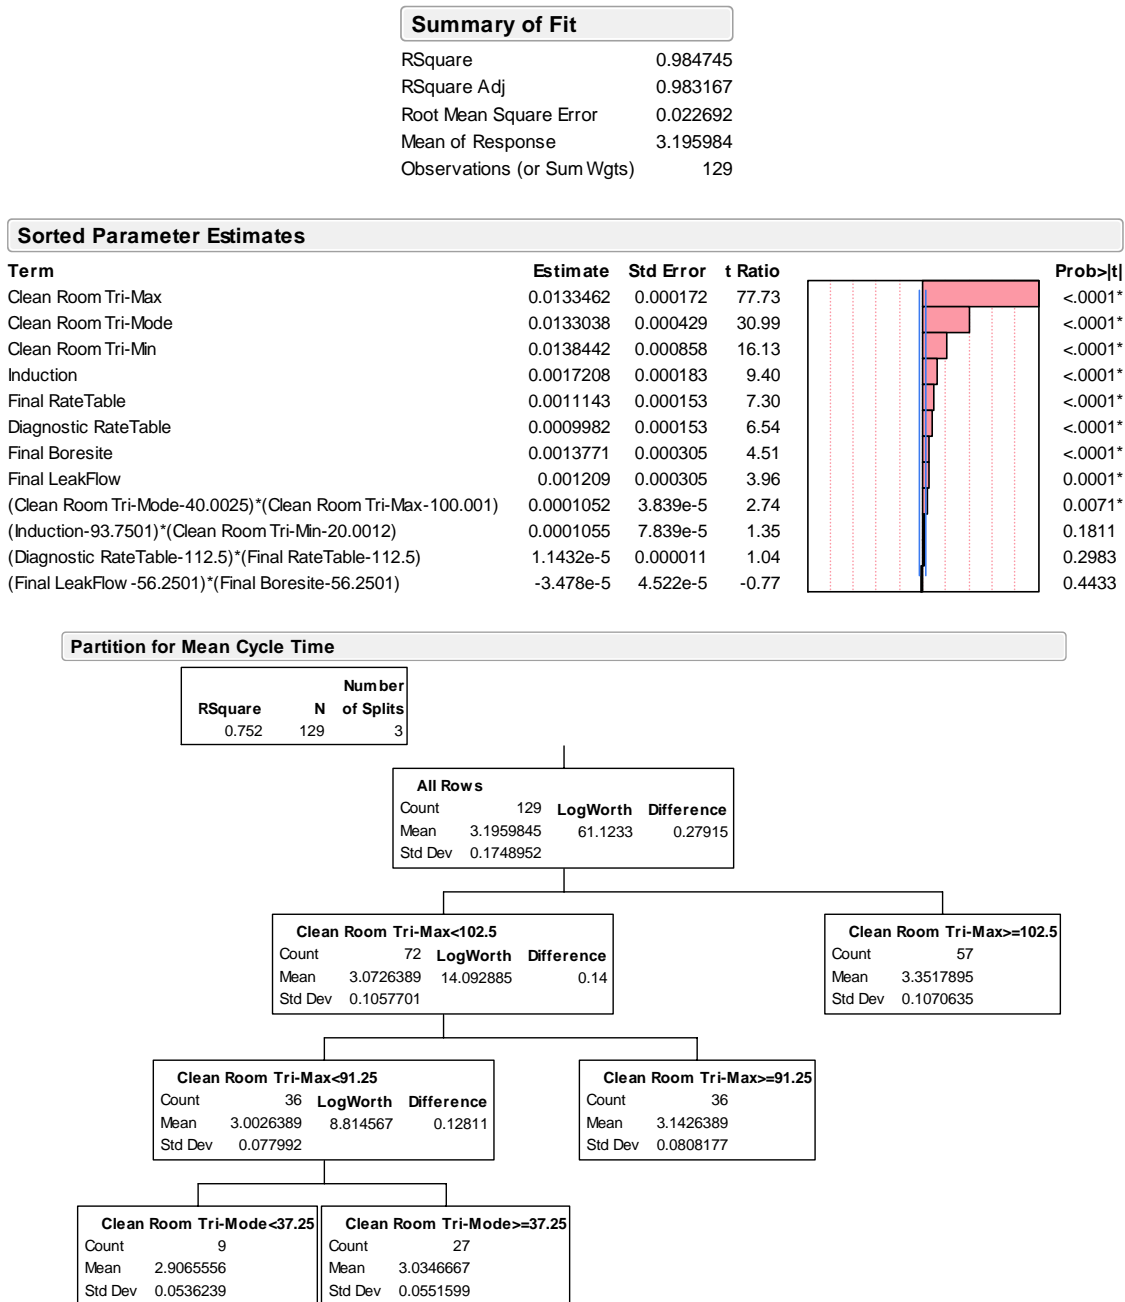 Summary of Fit
RSquare 0.984745
RSquare Adj 0.983167
Root Mean Square Error 0.022692
Mean of Response 3.195984
Observations (or Sum Wgts) 129
Sorted Parameter Estimates
Term Estimate Std Error t Ratio Prob>|t|
Clean Room Tri-Max 0.0133462 0.000172 77.73 <.0001*
Clean Room Tri-Mode 0.0133038 0.000429 30.99 <.0001*
Clean Room Tri-Min 0.0138442 0.000858 16.13 <.0001*
Induction 0.0017208 0.000183 9.40 <.0001*
Final RateTable 0.0011143 0.000153 7.30 <.0001*
Diagnostic RateTable 0.0009982 0.000153 6.54 <.0001*
Final Boresite 0.0013771 0.000305 4.51 <.0001*
Final LeakFlow 0.001209 0.000305 3.96 0.0001*
(Clean Room Tri-Mode-40.0025)*(Clean Room Tri-Max-100.001) 0.0001052 3.839e-5 2.74 0.0071*
(Induction-93.7501)*(Clean Room Tri-Min-20.0012) 0.0001055 7.839e-5 1.35 0.1811
(Diagnostic RateTable-112.5)*(Final RateTable-112.5) 1.1432e-5 0.000011 1.04 0.2983
(Final LeakFlow -56.2501)*(Final Boresite-56.2501) -3.478e-5 4.522e-5 -0.77 0.4433
Partition for Mean Cycle Time
Number
RSquare N of Splits
0.752 129 3
All Rows
Count 129 LogWorth Difference
Mean 3.1959845 61.1233 0.27915
Std Dev 0.1748952
Clean Room Tri-Max<102.5
Count 72 LogWorth Difference
Mean 3.0726389 14.092885 0.14
Std Dev 0.1057701
Clean Room Tri-Max>=102.5
Count 57
Mean 3.3517895
Std Dev 0.1070635
Clean Room Tri-Max<91.25
Count 36 LogWorth Difference
Mean 3.0026389 8.814567 0.12811
Std Dev 0.077992
Clean Room Tri-Max>=91.25
Count 36
Mean 3.1426389
Std Dev 0.0808177
Clean Room Tri-Mode<37.25
Count 9
Mean 2.9065556
Std Dev 0.0536239
Clean Room Tri-Mode>=37.25
Count 27
Mean 3.0346667
Std Dev 0.0551599